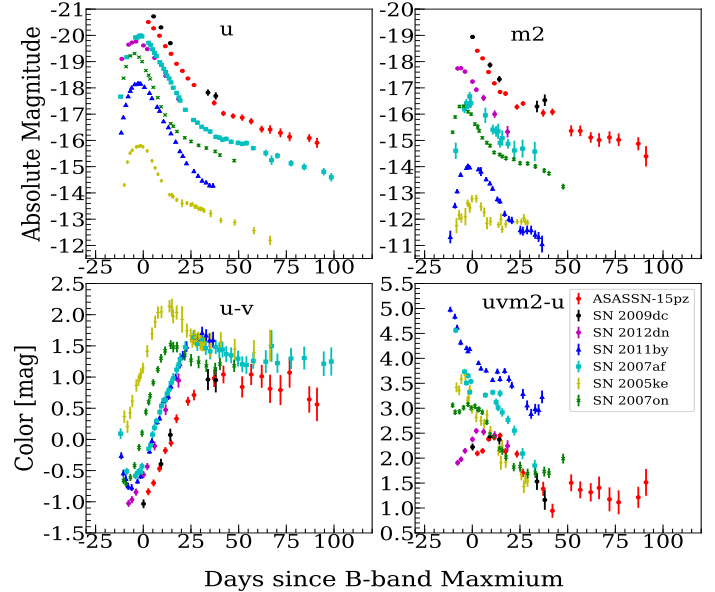 -21
-20
-19
-18
-17
-16
-15
-14
-13
-12
-25 0 25 50 75 100
u
Absolute Magnitude
-20
-19
-18
-17
-16
-15
-14
-13
-12
-11
-25 0 25 50 75 100
m2
2.5
2.0
1.5
1.0
0.5
0.0
-0.5
-1.0
-1.5
-25 0 25 50 75 100
u-v
Color [mag]
5.5
5.0
4.5
4.0
3.5
3.0
2.5
2.0
1.5
1.0
0.5
-25 0 25 50 75 100
uvm2-u
ASASSN-15pz
SN 2009dc
SN 2012dn
SN 2011by
SN 2007af
SN 2005ke
SN 2007on
Days since B-band Maxmium